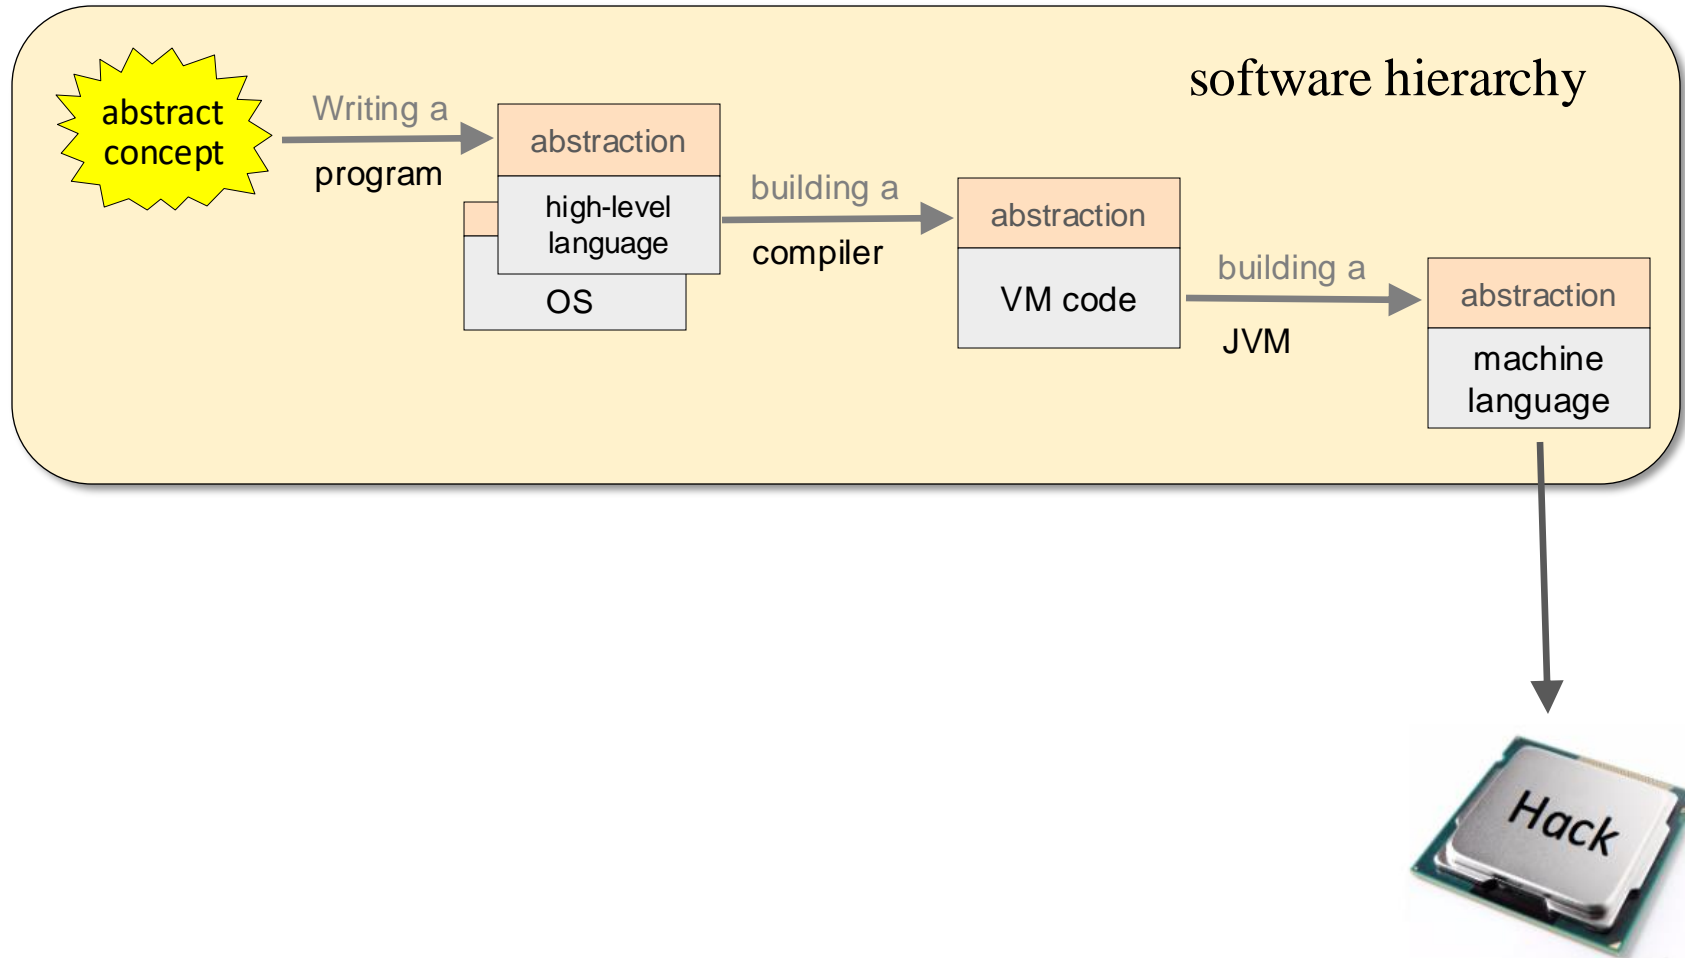 software hierarchy
abstract
concept
Writing a
program
abstraction
high-level
language
OS
building a
compiler
abstraction
VM code
building a
JVM
abstraction
machine
language
Hack